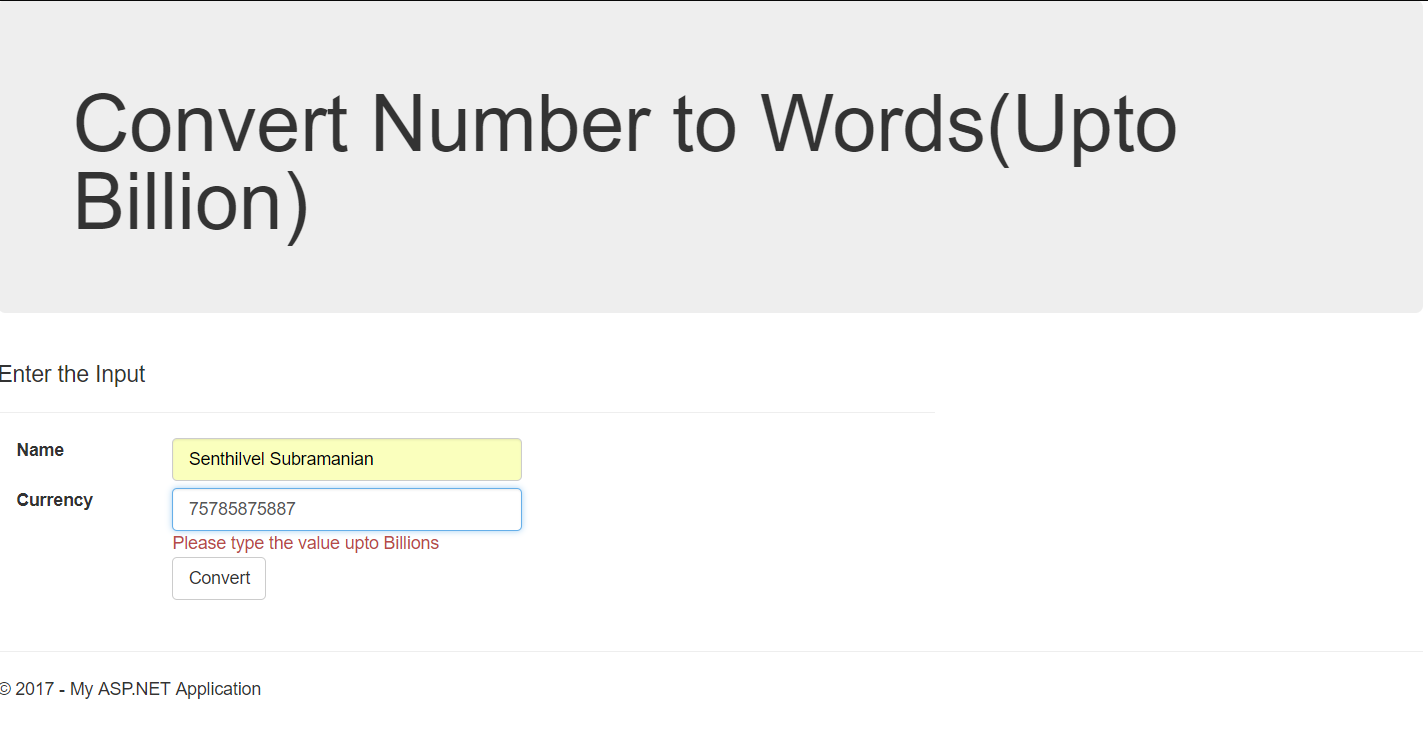 Convert Number to Words(Upto
Billion)
Enter the Input
Name
Senthilvel Subramanian
Currency
75785875887
Please type the value upto Billions
Convert
© 2017 - My ASP.NET Application